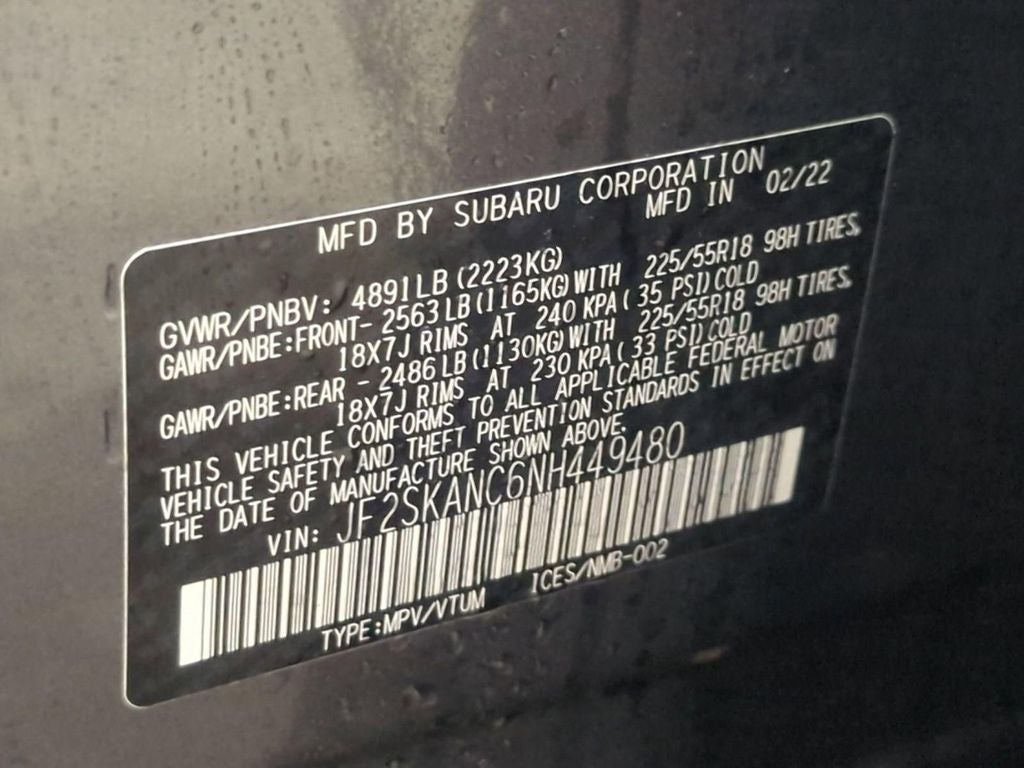 MFD BY SUBARU CORPORATION
MFD IN 02/22
GVWR/PNBV: 4891LB (2223KG)
GAWR/PNBE:FRONT- 2563LB(1165KG)WITH 225/55R18 98H TIRES,
18X7J RIMS AT 240 KPA( 35 PSI)COLD
GAWR/PNBE:REAR - 2486LB(1130KG)WITH 225/55R18 98H TIRES,
18X7J RIMS AT 230 KPA( 33 PSI)COLD
THIS VEHICLE CONFORMS TO ALL APPLICABLE FEDERAL MOTOR
VEHICLE SAFETY AND THEFT PREVENTION STANDARDS IN EFFECT ON
THE DATE OF MANUFACTURE SHOWN ABOVE.
VIN: JF2SKANC6NH449480
TYPE:MPV/VTUM ICES/NMB-002